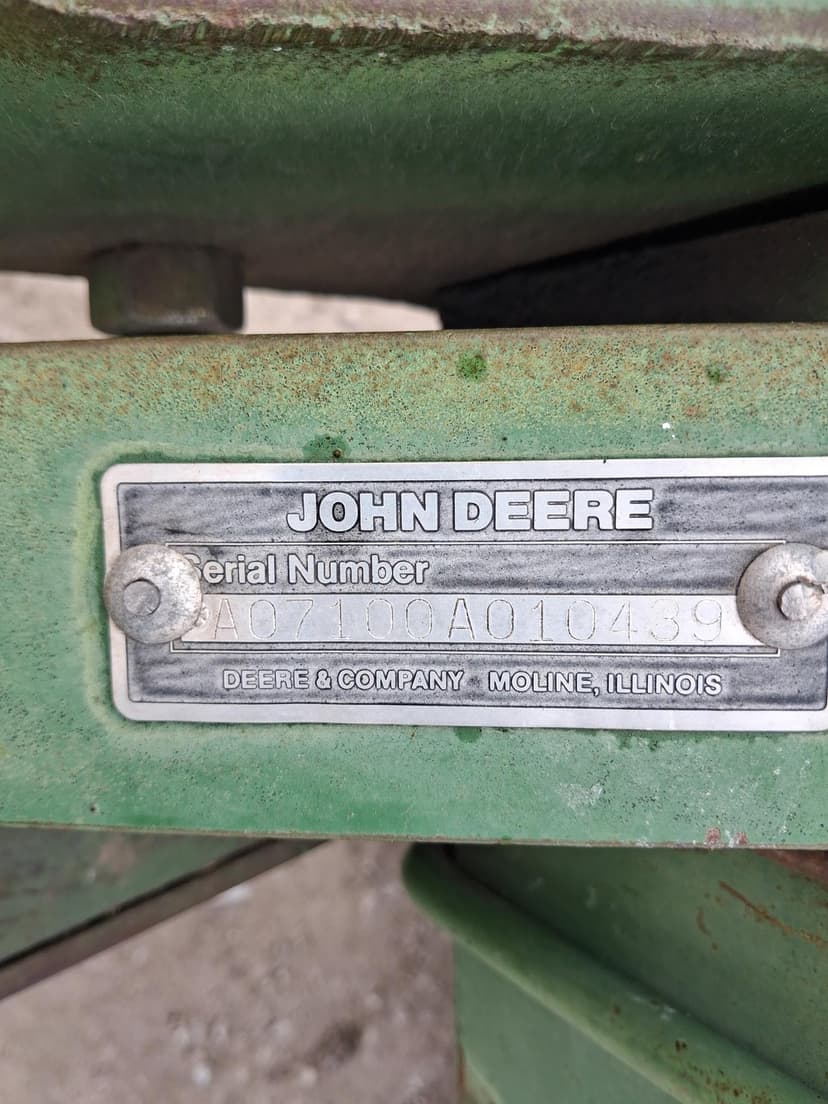 JOHN DEERE
Serial Number
*A07100A010439
DEERE & COMPANY MOLINE, ILLINOIS